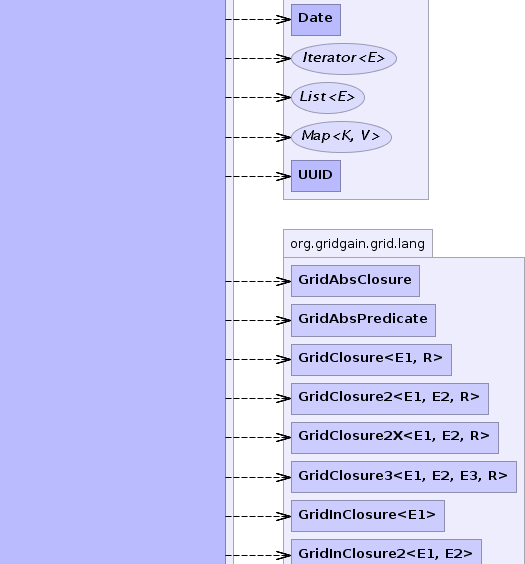 Date
Iterator<E>
List<E>
Map<K, V>
UUID
org.gridgain.grid.lang
GridAbsClosure
GridAbsPredicate
GridClosure<E1, R>
GridClosure2<E1, E2, R>
GridClosure2X<E1, E2, R>
GridClosure3<E1, E2, E3, R>
GridInClosure<E1>
GridInClosure2<E1, E2>